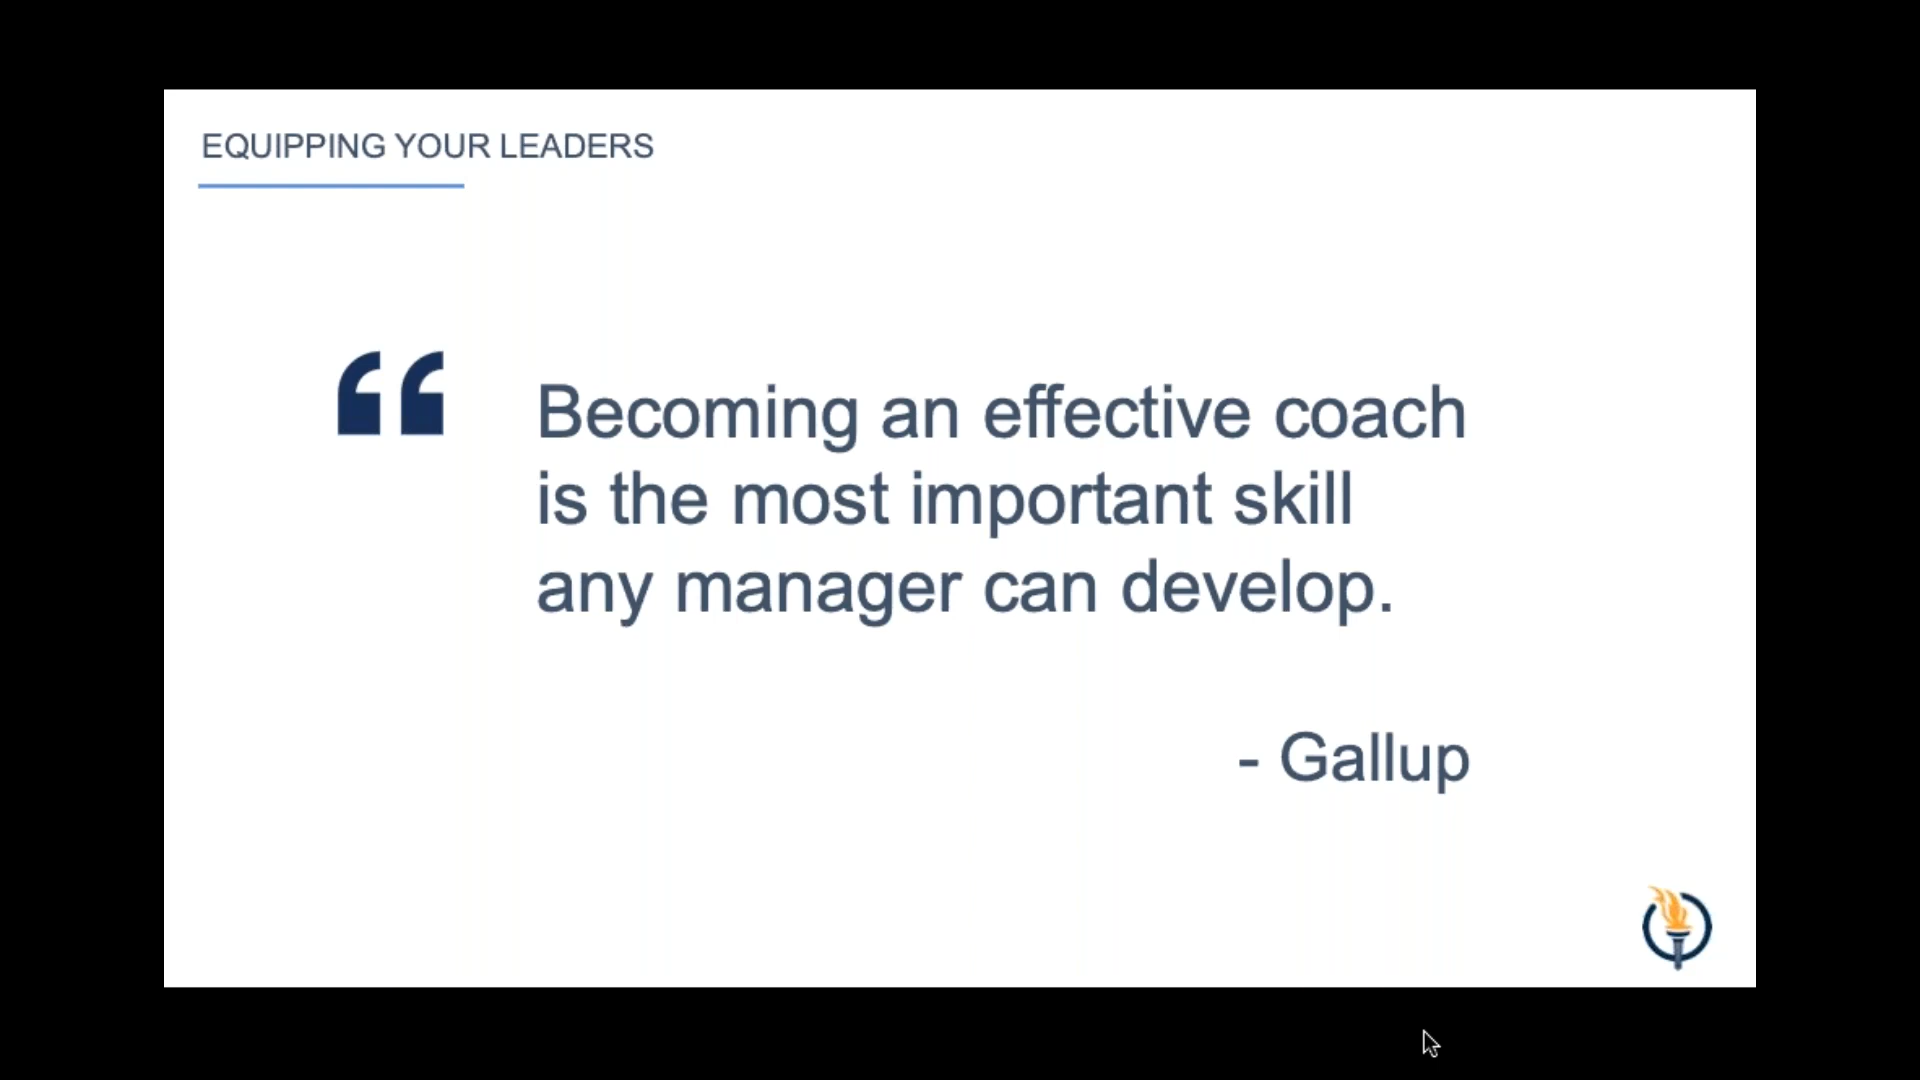 EQUIPPING YOUR LEADERS
“
Becoming an effective coach
is the most important skill
any manager can develop.
- Gallup